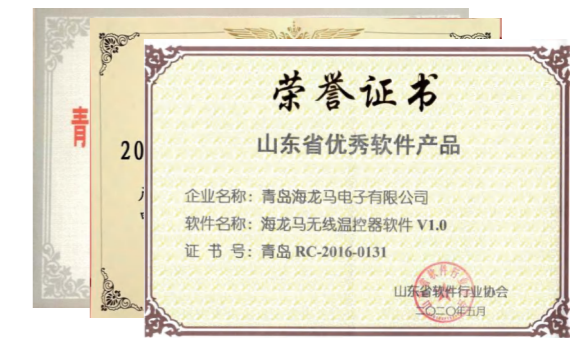 荣誉证书
山东省优秀软件产品
企业名称：青岛海龙马电子有限公司
软件名称：海龙马无线温控器软件 V1.0
证 书 号：青岛 RC-2016-0131
山东省软件行业协会
二〇二〇年五月
青
20